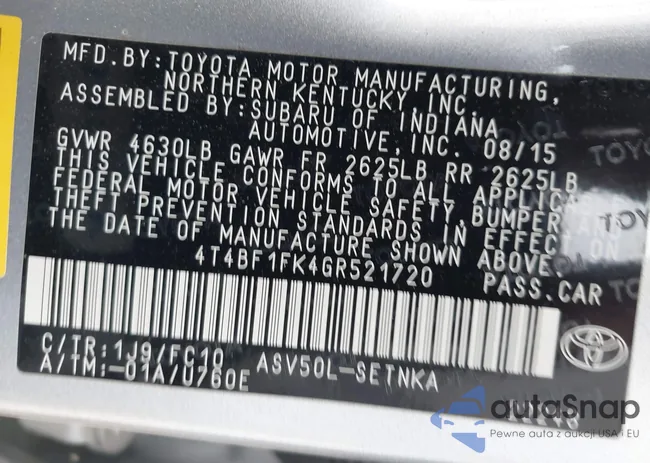 MFD.BY:TOYOTA MOTOR MANUFACTURING,
NORTHERN KENTUCKY, INC.
ASSEMBLED BY:SUBARU OF INDIANA
AUTOMOTIVE, INC. 08/15
GVWR 4630LB GAWR FR 2625LB RR 2625LB
THIS VEHICLE CONFORMS TO ALL APPLICABLE
FEDERAL MOTOR VEHICLE SAFETY, BUMPER, AND
THEFT PREVENTION STANDARDS IN EFFECT ON
THE DATE OF MANUFACTURE SHOWN ABOVE.
4T4BF1FK4GR521720 PASS.CAR
C/TR:1J9/FC10 ASV50L-SETNKA
A/TM:-01A/U760E
TOYOTA
autoSnap
Pewne auta z aukcji USA i EU